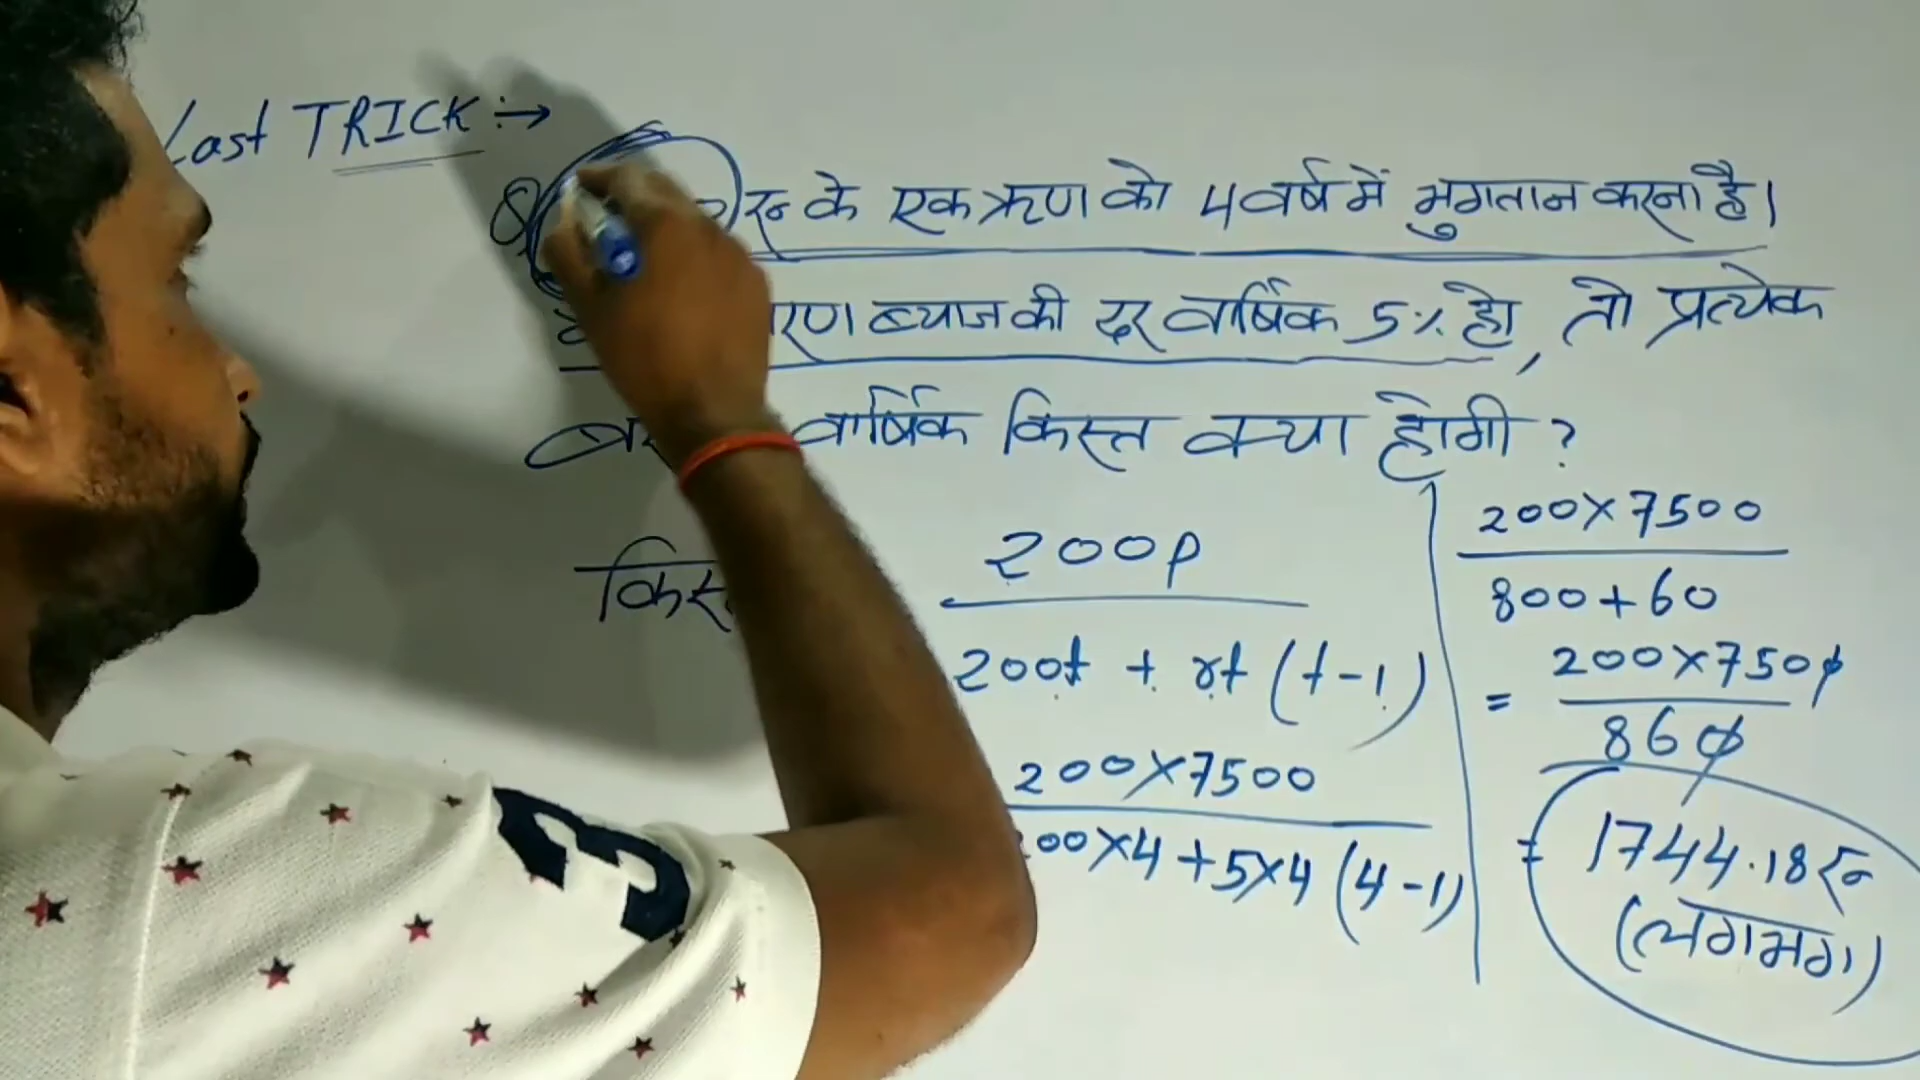 Last TRICK :→
रू के एक ऋण को 4 वर्ष में भुगतान करना है।
ब्याज की दर वार्षिक 5% हो, तो प्रत्येक
वार्षिक किस्त क्या होगी ?
200P
200t + rt (t-1)
200×7500
00×4 + 5×4 (4-1)
200×7500
800+60
= 200×7500
860
= 1744.18 रू
(लगभग)
3